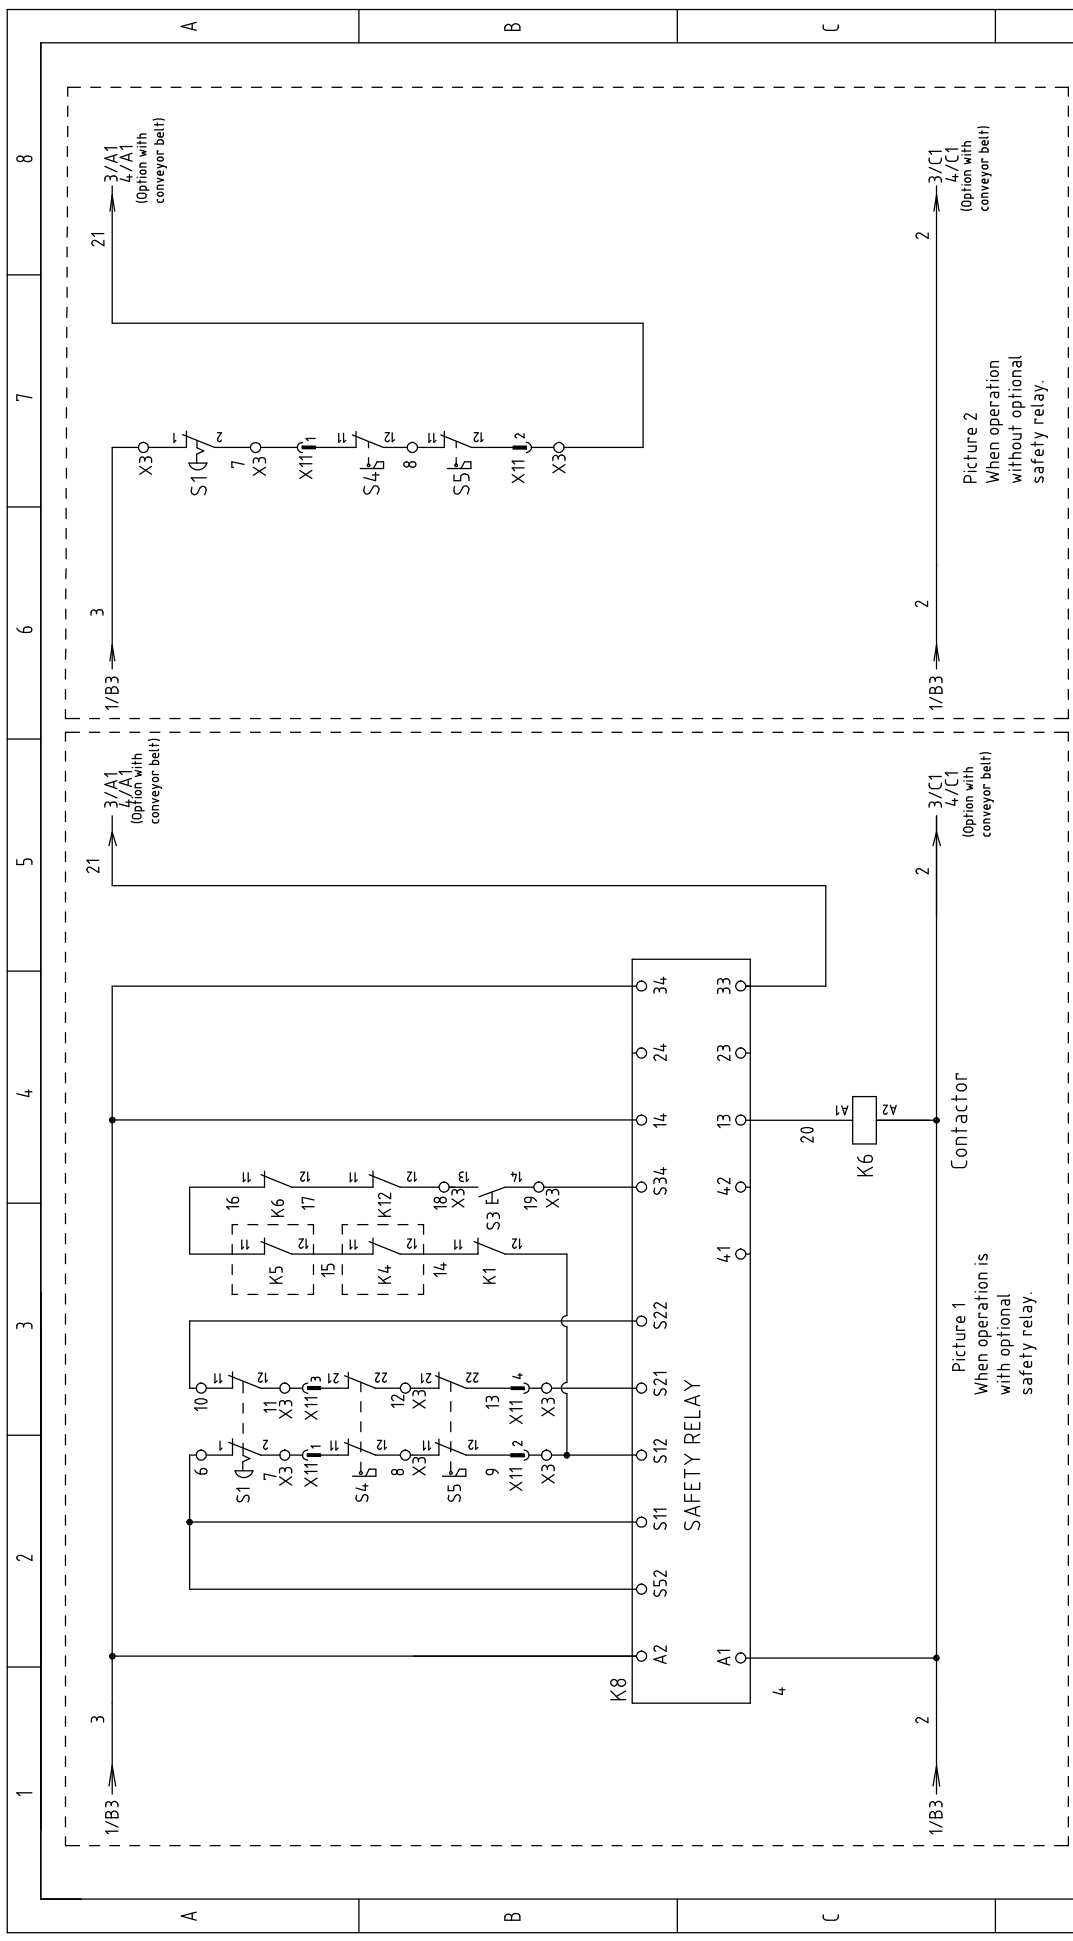 1
2
3
4
5
6
7
8
A
B
C
A
B
C
1/B3
3
21
3/A1
4/A1
(Option with
conveyor belt)
6
1
2
S1
7
X3
X11
1
11
12
S4
8
X3
11
12
S5
9
X11
2
X3
10
11
12
11
X3
X11
3
21
22
12
X3
21
22
13
X11
4
X3
11
12
K5
15
11
12
K4
14
11
12
K1
16
11
12
K6
17
11
12
K12
18
X3
13
14
S3
19
X3
K8
A2
S52
S11
S12
S21
S22
S34
14
24
34
SAFETY RELAY
A1
41
42
13
23
33
4
20
A1
A2
K6
1/B3
2
2
3/C1
4/C1
(Option with
conveyor belt)
Contactor
Picture 1
When operation is
with optional
safety relay.
1/B3
3
21
3/A1
4/A1
(Option with
conveyor belt)
X3
1
2
S1
7
X3
X11
1
11
12
S4
8
11
12
S5
X11
2
X3
1/B3
2
2
3/C1
4/C1
(Option with
conveyor belt)
Picture 2
When operation
without optional
safety relay.